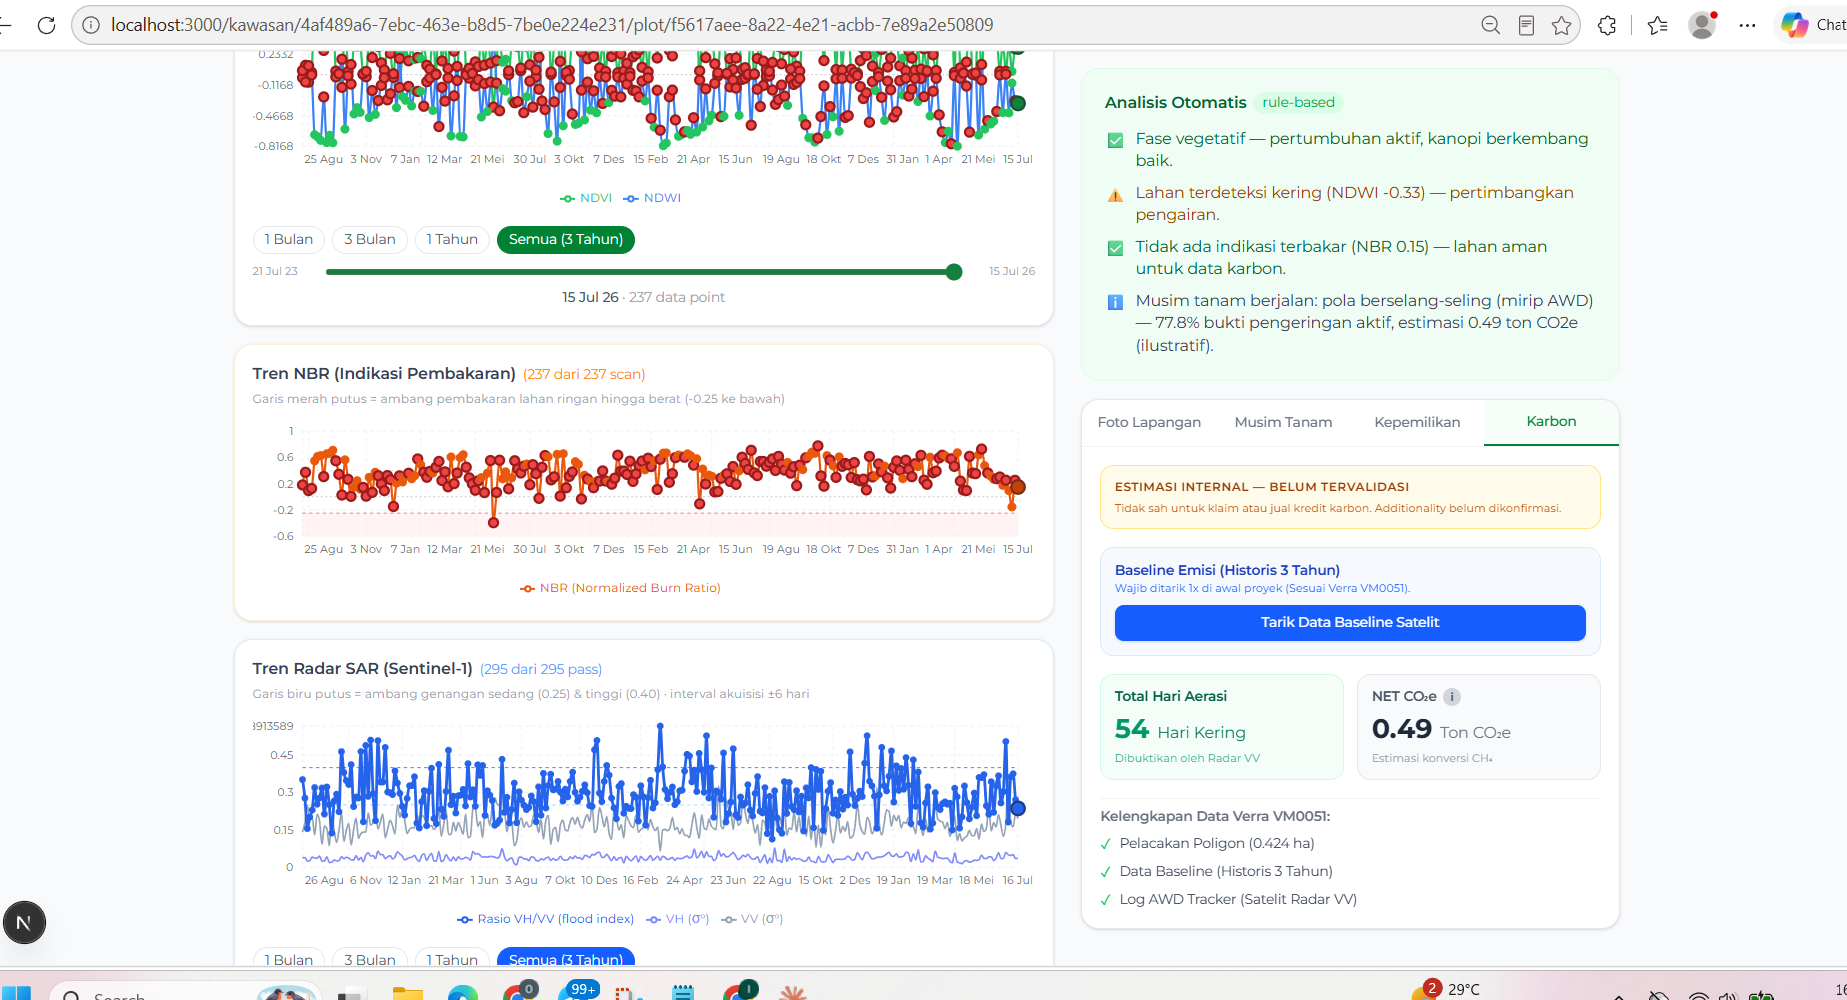 localhost:3000/kawasan/4af489a6-7ebc-463e-b8d5-7be0e224e231/plot/f5617aee-8a22-4e21-acbb-7e89a2e50809
Chat
0.2332
-0.1168
-0.4668
-0.8168
25 Agu 3 Nov 7 Jan 12 Mar 21 Mei 30 Jul 3 Okt 7 Des 15 Feb 21 Apr 15 Jun 19 Agu 18 Okt 7 Des 31 Jan 1 Apr 21 Mei 15 Jul
NDVI NDWI
1 Bulan 3 Bulan 1 Tahun Semua (3 Tahun)
21 Jul 23 15 Jul 26
15 Jul 26 · 237 data point
Tren NBR (Indikasi Pembakaran) (237 dari 237 scan)
Garis merah putus = ambang pembakaran lahan ringan hingga berat (-0.25 ke bawah)
1
0.6
0.2
-0.2
-0.6
25 Agu 3 Nov 7 Jan 12 Mar 21 Mei 30 Jul 3 Okt 7 Des 15 Feb 21 Apr 15 Jun 19 Agu 18 Okt 7 Des 31 Jan 1 Apr 21 Mei 15 Jul
NBR (Normalized Burn Ratio)
Tren Radar SAR (Sentinel-1) (295 dari 295 pass)
Garis biru putus = ambang genangan sedang (0.25) & tinggi (0.40) · interval akuisisi ±6 hari
3913589
0.45
0.3
0.15
0
26 Agu 6 Nov 12 Jan 21 Mar 1 Jun 3 Agu 7 Okt 10 Des 16 Feb 24 Apr 23 Jun 22 Agu 15 Okt 2 Des 19 Jan 19 Mar 18 Mei 16 Jul
Rasio VH/VV (flood index) VH (σ°) VV (σ°)
1 Bulan 3 Bulan 1 Tahun Semua (3 Tahun)
Analisis Otomatis rule-based
Fase vegetatif — pertumbuhan aktif, kanopi berkembang
baik.
Lahan terdeteksi kering (NDWI -0.33) — pertimbangkan
pengairan.
Tidak ada indikasi terbakar (NBR 0.15) — lahan aman
untuk data karbon.
Musim tanam berjalan: pola berselang-seling (mirip AWD)
— 77.8% bukti pengeringan aktif, estimasi 0.49 ton CO2e
(ilustratif).
Foto Lapangan Musim Tanam Kepemilikan Karbon
ESTIMASI INTERNAL — BELUM TERVALIDASI
Tidak sah untuk klaim atau jual kredit karbon. Additionality belum dikonfirmasi.
Baseline Emisi (Historis 3 Tahun)
Wajib ditarik 1x di awal proyek (Sesuai Verra VM0051).
Tarik Data Baseline Satelit
Total Hari Aerasi
54 Hari Kering
Dibuktikan oleh Radar VV
NET CO₂e i
0.49 Ton CO₂e
Estimasi konversi CH₄
Kelengkapan Data Verra VM0051:
✓ Pelacakan Poligon (0.424 ha)
✓ Data Baseline (Historis 3 Tahun)
✓ Log AWD Tracker (Satelit Radar VV)
N
Search
0
99+
1
2
29°C